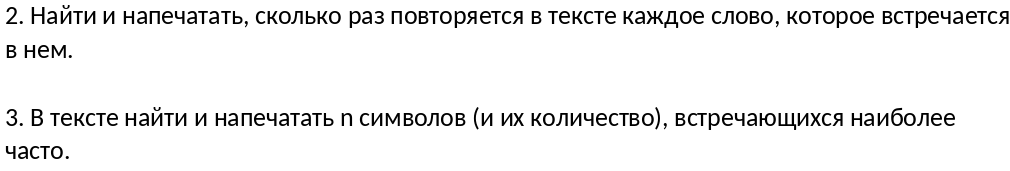 2. Найти и напечатать, сколько раз повторяется в тексте каждое слово, которое встречается
в нем.
3. В тексте найти и напечатать n символов (и их количество), встречающихся наиболее
часто.